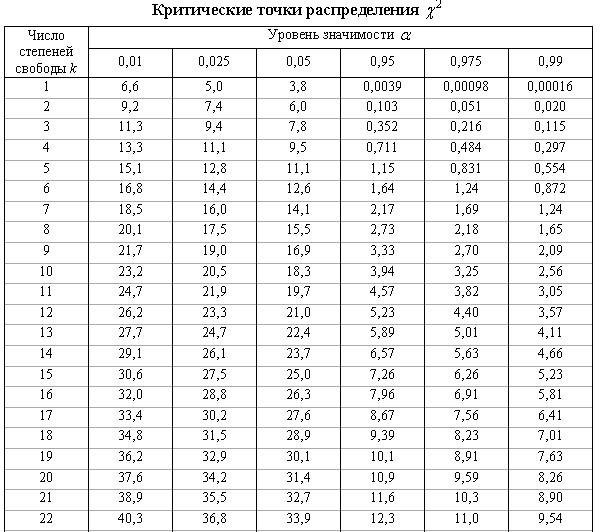 Критические точки распределения χ²
Число степеней свободы k
Уровень значимости α
0,01 0,025 0,05 0,95 0,975 0,99
1 6,6 5,0 3,8 0,0039 0,00098 0,00016
2 9,2 7,4 6,0 0,103 0,051 0,020
3 11,3 9,4 7,8 0,352 0,216 0,115
4 13,3 11,1 9,5 0,711 0,484 0,297
5 15,1 12,8 11,1 1,15 0,831 0,554
6 16,8 14,4 12,6 1,64 1,24 0,872
7 18,5 16,0 14,1 2,17 1,69 1,24
8 20,1 17,5 15,5 2,73 2,18 1,65
9 21,7 19,0 16,9 3,33 2,70 2,09
10 23,2 20,5 18,3 3,94 3,25 2,56
11 24,7 21,9 19,7 4,57 3,82 3,05
12 26,2 23,3 21,0 5,23 4,40 3,57
13 27,7 24,7 22,4 5,89 5,01 4,11
14 29,1 26,1 23,7 6,57 5,63 4,66
15 30,6 27,5 25,0 7,26 6,26 5,23
16 32,0 28,8 26,3 7,96 6,91 5,81
17 33,4 30,2 27,6 8,67 7,56 6,41
18 34,8 31,5 28,9 9,39 8,23 7,01
19 36,2 32,9 30,1 10,1 8,91 7,63
20 37,6 34,2 31,4 10,9 9,59 8,26
21 38,9 35,5 32,7 11,6 10,3 8,90
22 40,3 36,8 33,9 12,3 11,0 9,54